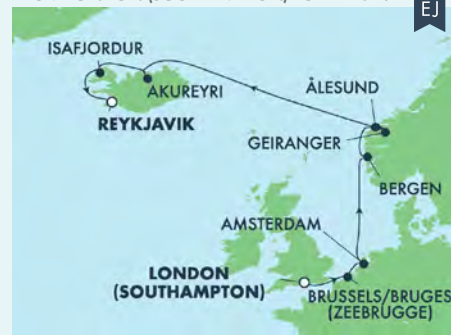 EJ
ISAFJORDUR
AKUREYRI
REYKJAVIK
ÅLESUND
GEIRANGER
BERGEN
AMSTERDAM
LONDON
(SOUTHAMPTON)
BRUSSELS/BRUGES
(ZEEBRUGGE)